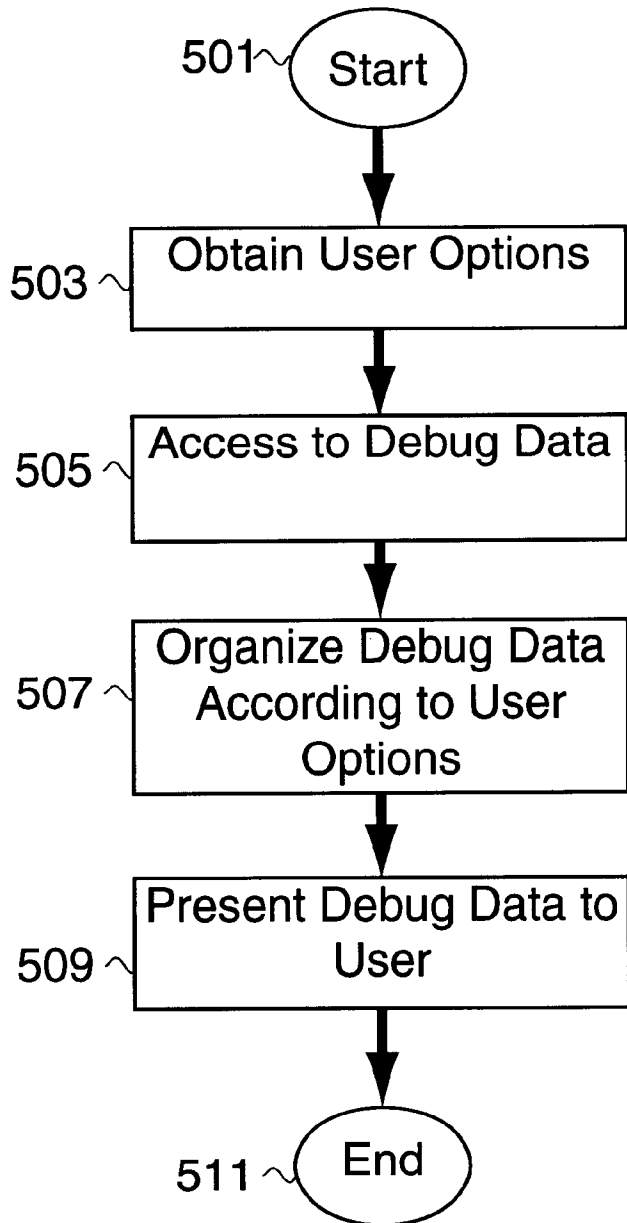 501
Start
503
Obtain User Options
505
Access to Debug Data
507
Organize Debug Data
According to User
Options
509
Present Debug Data to
User
511
End